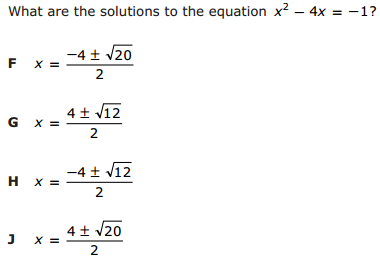 What are the solutions to the equation x² – 4x = –1?
F x = (–4 ± √20)/2
G x = (4 ± √12)/2
H x = (–4 ± √12)/2
J x = (4 ± √20)/2